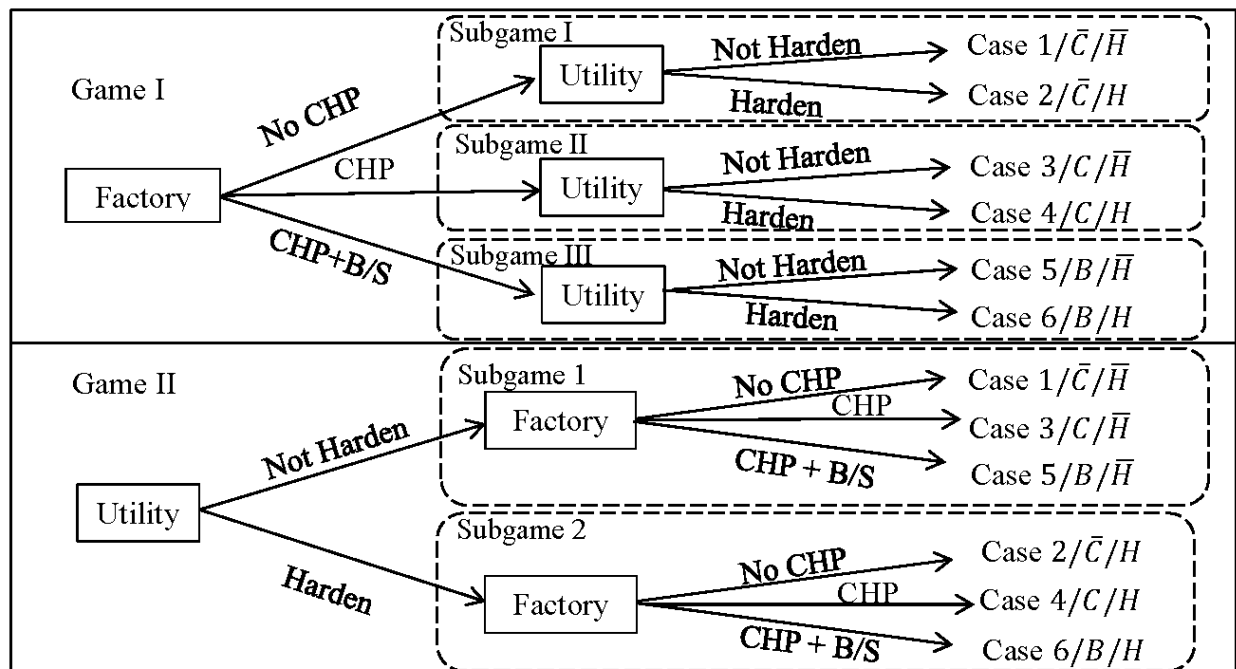 Subgame I
Game I
Utility
Not Harden
Harden
Case 1/C̄/H̄
Case 2/C̄/H
No CHP
Subgame II
Factory
CHP
Utility
Not Harden
Harden
Case 3/C/H̄
Case 4/C/H
CHP+B/S
Subgame III
Utility
Not Harden
Harden
Case 5/B/H̄
Case 6/B/H
Game II
Subgame 1
Not Harden
Factory
No CHP
CHP
CHP + B/S
Case 1/C̄/H̄
Case 3/C/H̄
Case 5/B/H̄
Utility
Subgame 2
Harden
Factory
No CHP
CHP
CHP + B/S
Case 2/C̄/H
Case 4/C/H
Case 6/B/H